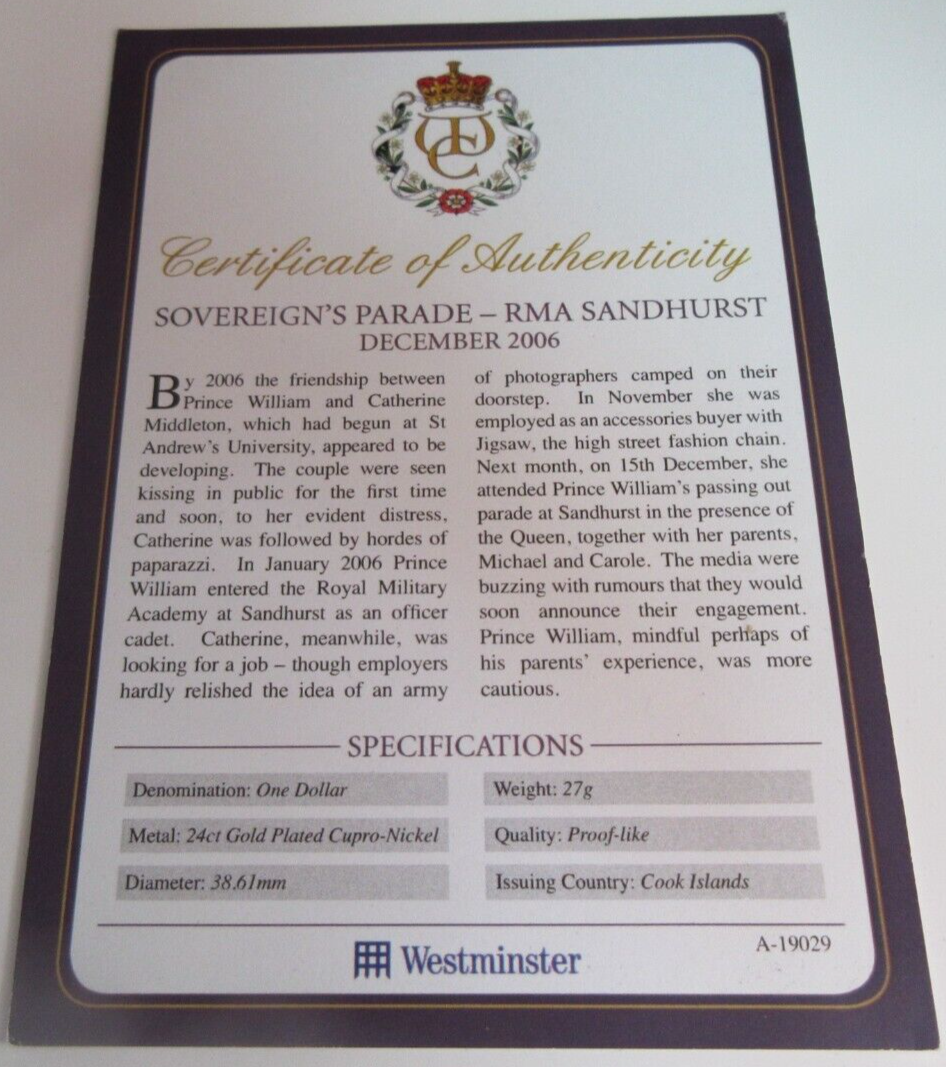 Certificate of Authenticity
SOVEREIGN'S PARADE – RMA SANDHURST
DECEMBER 2006
By 2006 the friendship between
Prince William and Catherine
Middleton, which had begun at St
Andrew's University, appeared to be
developing. The couple were seen
kissing in public for the first time
and soon, to her evident distress,
Catherine was followed by hordes of
paparazzi. In January 2006 Prince
William entered the Royal Military
Academy at Sandhurst as an officer
cadet. Catherine, meanwhile, was
looking for a job – though employers
hardly relished the idea of an army
of photographers camped on their
doorstep. In November she was
employed as an accessories buyer with
Jigsaw, the high street fashion chain.
Next month, on 15th December, she
attended Prince William's passing out
parade at Sandhurst in the presence of
the Queen, together with her parents,
Michael and Carole. The media were
buzzing with rumours that they would
soon announce their engagement.
Prince William, mindful perhaps of
his parents' experience, was more
cautious.
SPECIFICATIONS
Denomination: One Dollar
Metal: 24ct Gold Plated Cupro-Nickel
Diameter: 38.61mm
Weight: 27g
Quality: Proof-like
Issuing Country: Cook Islands
Westminster
A-19029